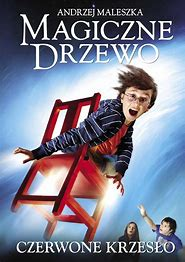 ANDRZEJ MALESZKA
MAGICZNE
DRZEWO
CZERWONE KRZESŁO